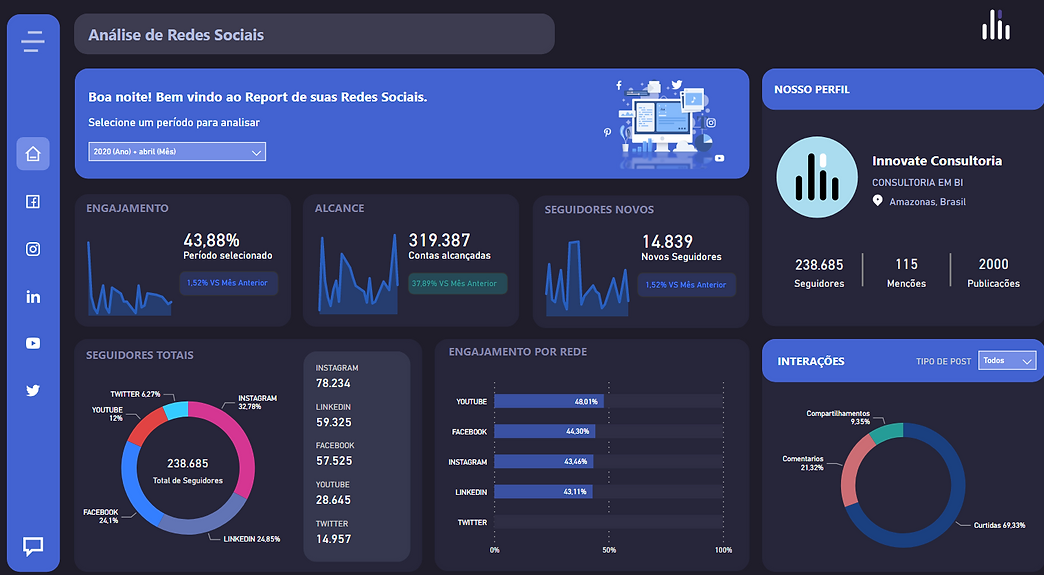 Análise de Redes Sociais
Boa noite! Bem vindo ao Report de suas Redes Sociais.
Selecione um período para analisar
2020 (Ano) + abril (Mês)
NOSSO PERFIL
Innovate Consultoria
CONSULTORIA EM BI
Amazonas, Brasil
238.685
Seguidores
115
Menções
2000
Publicações
ENGAJAMENTO
43,88%
Período selecionado
1,52% VS Mês Anterior
ALCANCE
319.387
Contas alcançadas
37,89% VS Mês Anterior
SEGUIDORES NOVOS
14.839
Novos Seguidores
1,52% VS Mês Anterior
SEGUIDORES TOTAIS
TWITTER 6,27%
INSTAGRAM
32,78%
YOUTUBE
12%
238.685
Total de Seguidores
FACEBOOK
24,1%
LINKEDIN 24,85%
INSTAGRAM
78.234
LINKEDIN
59.325
FACEBOOK
57.525
YOUTUBE
28.645
TWITTER
14.957
ENGAJAMENTO POR REDE
YOUTUBE 48,01%
FACEBOOK 44,30%
INSTAGRAM 43,46%
LINKEDIN 43,11%
TWITTER
0% 50% 100%
INTERAÇÕES
TIPO DE POST
Todos
Compartilhamentos
9,35%
Comentarios
21,32%
Curtidas 69,33%